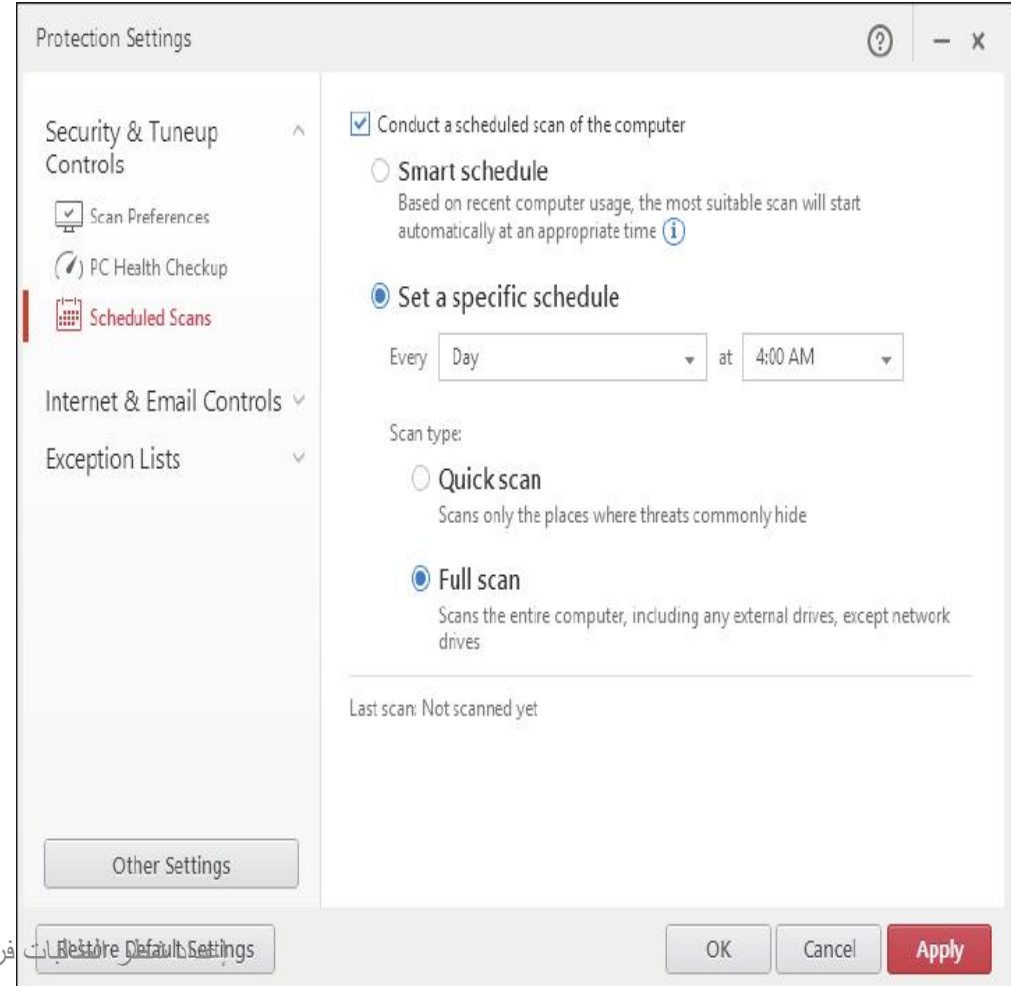 Protection Settings
Security & Tuneup
Controls
Scan Preferences
PC Health Checkup
Scheduled Scans
Internet & Email Controls
Exception Lists
Other Settings
Conduct a scheduled scan of the computer
Smart schedule
Based on recent computer usage, the most suitable scan will start
automatically at an appropriate time
Set a specific schedule
Every Day at 4:00 AM
Scan type:
Quick scan
Scans only the places where threats commonly hide
Full scan
Scans the entire computer, including any external drives, except network
drives
Last scan: Not scanned yet
Restore Default Settings
OK Cancel Apply